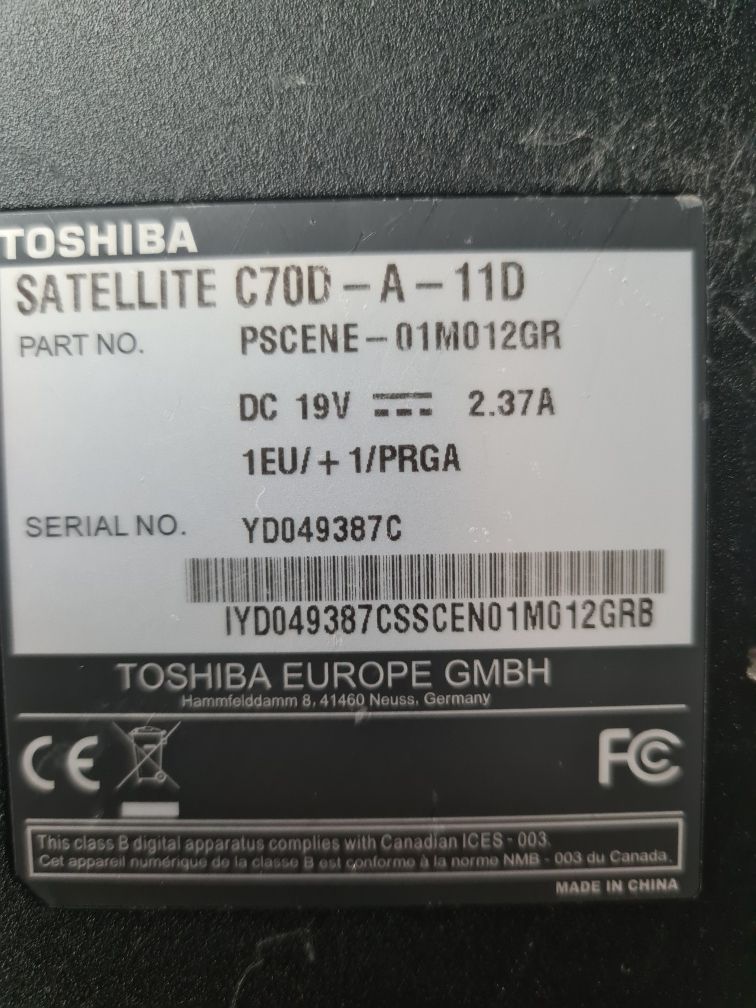 TOSHIBA
SATELLITE C70D-A-11D
PART NO. PSCENE-01M012GR
DC 19V ⎓ 2.37A
1EU/+1/PRGA
SERIAL NO. YD049387C
IYD049387CSSCEN01M012GRB
TOSHIBA EUROPE GMBH
Hammfelddamm 8, 41460 Neuss, Germany
CE FC
This class B digital apparatus complies with Canadian ICES-003.
Cet appareil numérique de la classe B est conforme à la norme NMB-003 du Canada.
MADE IN CHINA